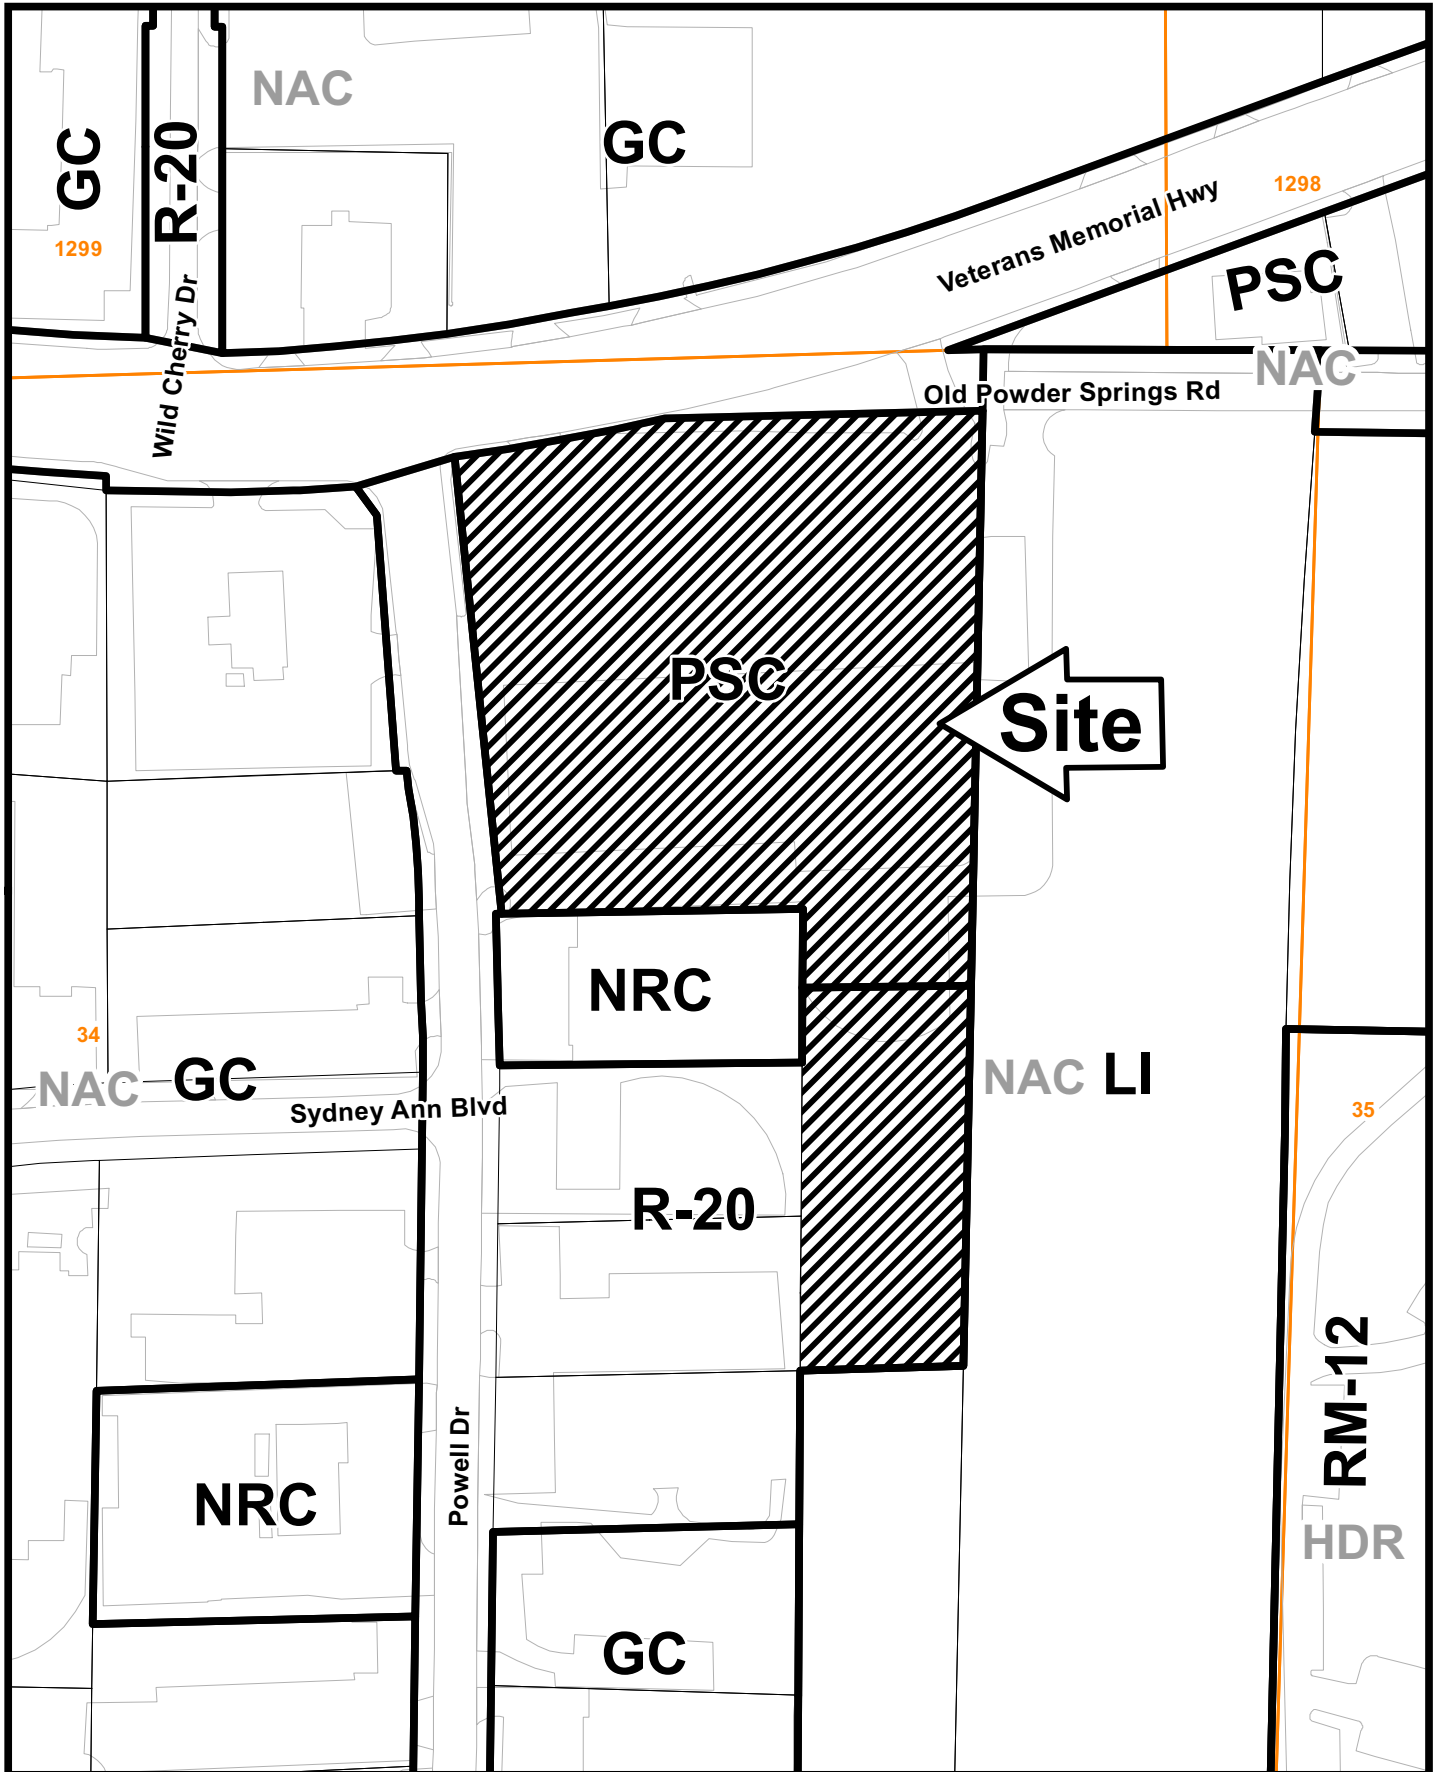 NAC
GC
R-20
GC
1299
1298
Veterans Memorial Hwy
PSC
Wild Cherry Dr
NAC
Old Powder Springs Rd
PSC
Site
NRC
34
NAC
GC
Sydney Ann Blvd
NAC
LI
35
R-20
RM-12
Powell Dr
NRC
HDR
GC